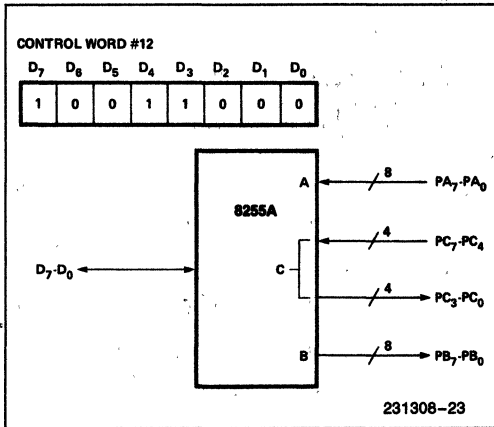 CONTROL WORD #12
D7 D6 D5 D4 D3 D2 D1 D0
1 0 0 1 1 0 0 0
A 8 PA7-PA0
8255A
4 PC7-PC4
D7-D0 C
4 PC3-PC0
B 8 PB7-PB0
231308-23